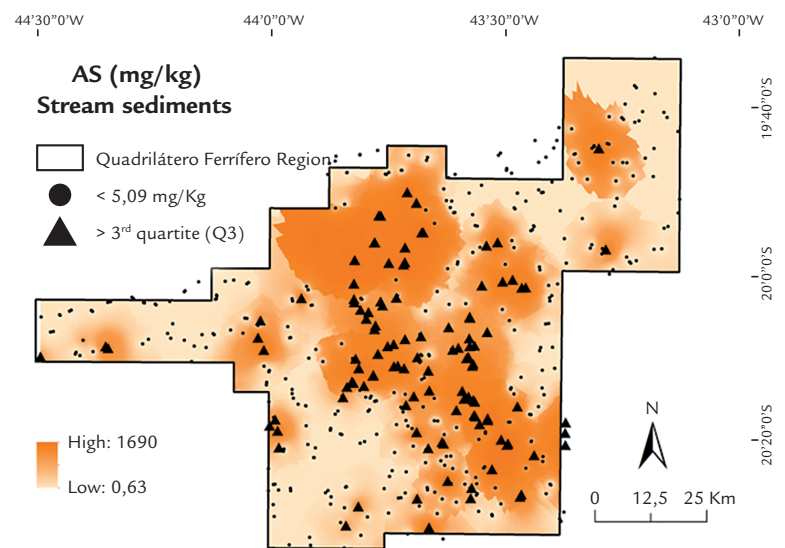 44°30"0"W
44°0"0"W
43°30"0"W
43°0"0"W
AS (mg/kg)
Stream sediments
Quadrilátero Ferrífero Region
< 5,09 mg/Kg
> 3rd quartite (Q3)
19°40"0"S
20°0"0"S
20°20"0"S
High: 1690
Low: 0,63
N
0 12,5 25 Km